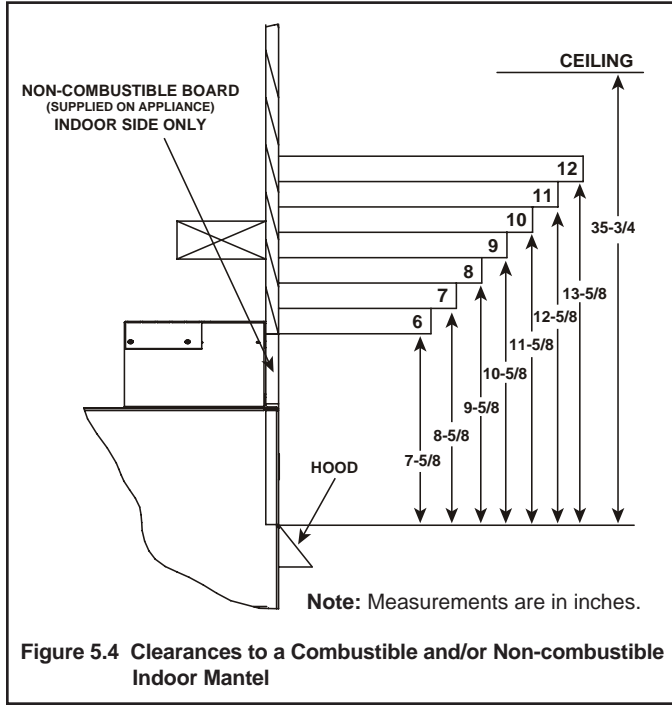 CEILING
NON-COMBUSTIBLE BOARD
(SUPPLIED ON APPLIANCE)
INDOOR SIDE ONLY
12
11
10
9
8
7
6
35-3/4
13-5/8
12-5/8
11-5/8
10-5/8
9-5/8
8-5/8
7-5/8
HOOD
Note: Measurements are in inches.
Figure 5.4 Clearances to a Combustible and/or Non-combustible
Indoor Mantel